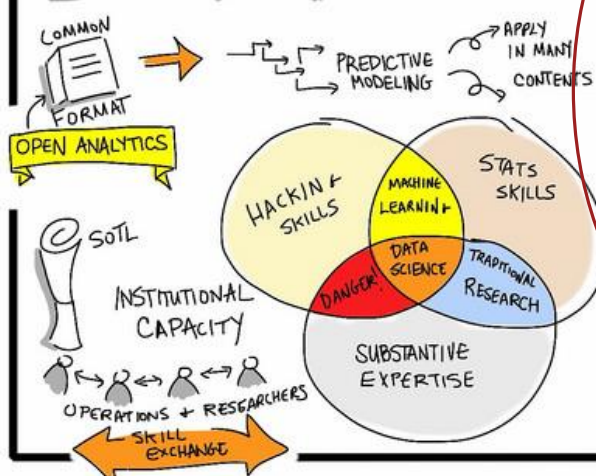 COMMON
FORMAT
OPEN ANALYTICS
PREDICTIVE
MODELING
APPLY
IN MANY
CONTENTS
HACKING
SKILLS
MACHINE
LEARNING
STATS
SKILLS
DATA
SCIENCE
DANGER!
TRADITIONAL
RESEARCH
SUBSTANTIVE
EXPERTISE
SOTL
INSTITUTIONAL
CAPACITY
OPERATIONS + RESEARCHERS
SKILL
EXCHANGE